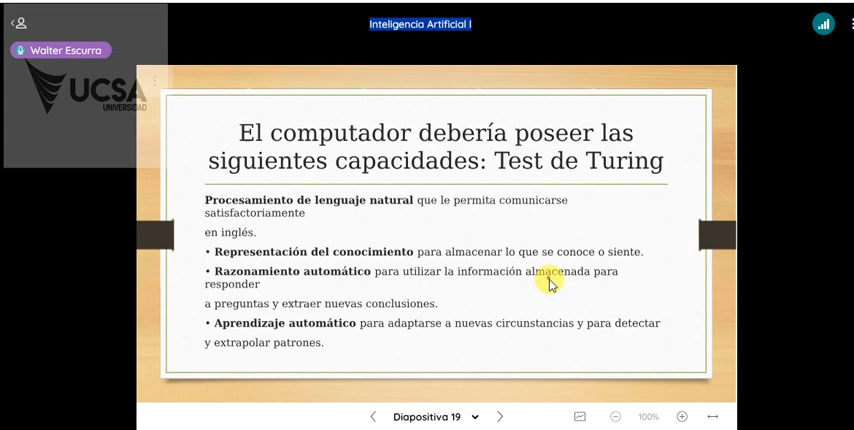 Inteligencia Artificial I
Walter Escurra
UCSA
UNIVERSIDAD
El computador debería poseer las
siguientes capacidades: Test de Turing
Procesamiento de lenguaje natural que le permita comunicarse
satisfactoriamente
en inglés.
• Representación del conocimiento para almacenar lo que se conoce o siente.
• Razonamiento automático para utilizar la información almacenada para
responder
a preguntas y extraer nuevas conclusiones.
• Aprendizaje automático para adaptarse a nuevas circunstancias y para detectar
y extrapolar patrones.
Diapositiva 19
100%